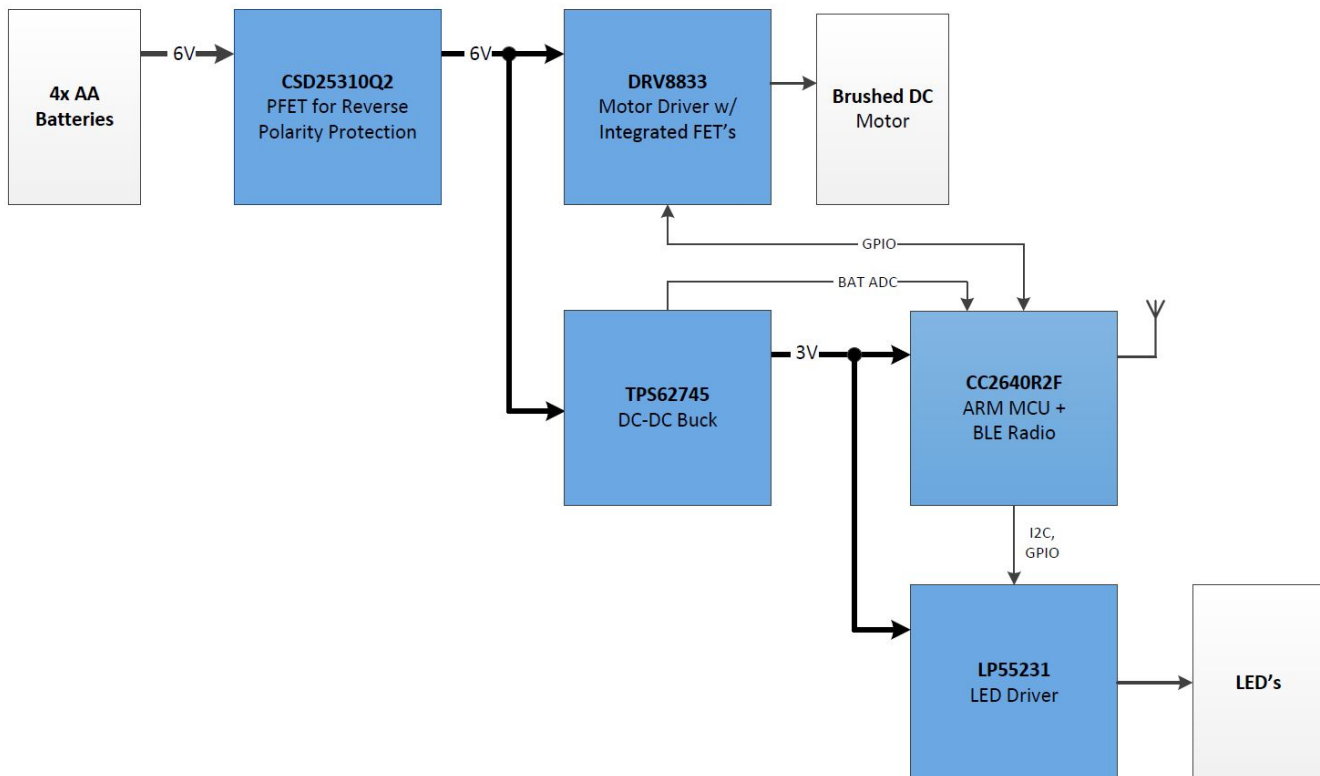 4x AA
Batteries
6V
CSD25310Q2
PFET for Reverse
Polarity Protection
6V
DRV8833
Motor Driver w/
Integrated FET's
Brushed DC
Motor
GPIO
BAT ADC
TPS62745
DC-DC Buck
3V
CC2640R2F
ARM MCU +
BLE Radio
I2C,
GPIO
LP55231
LED Driver
LED's